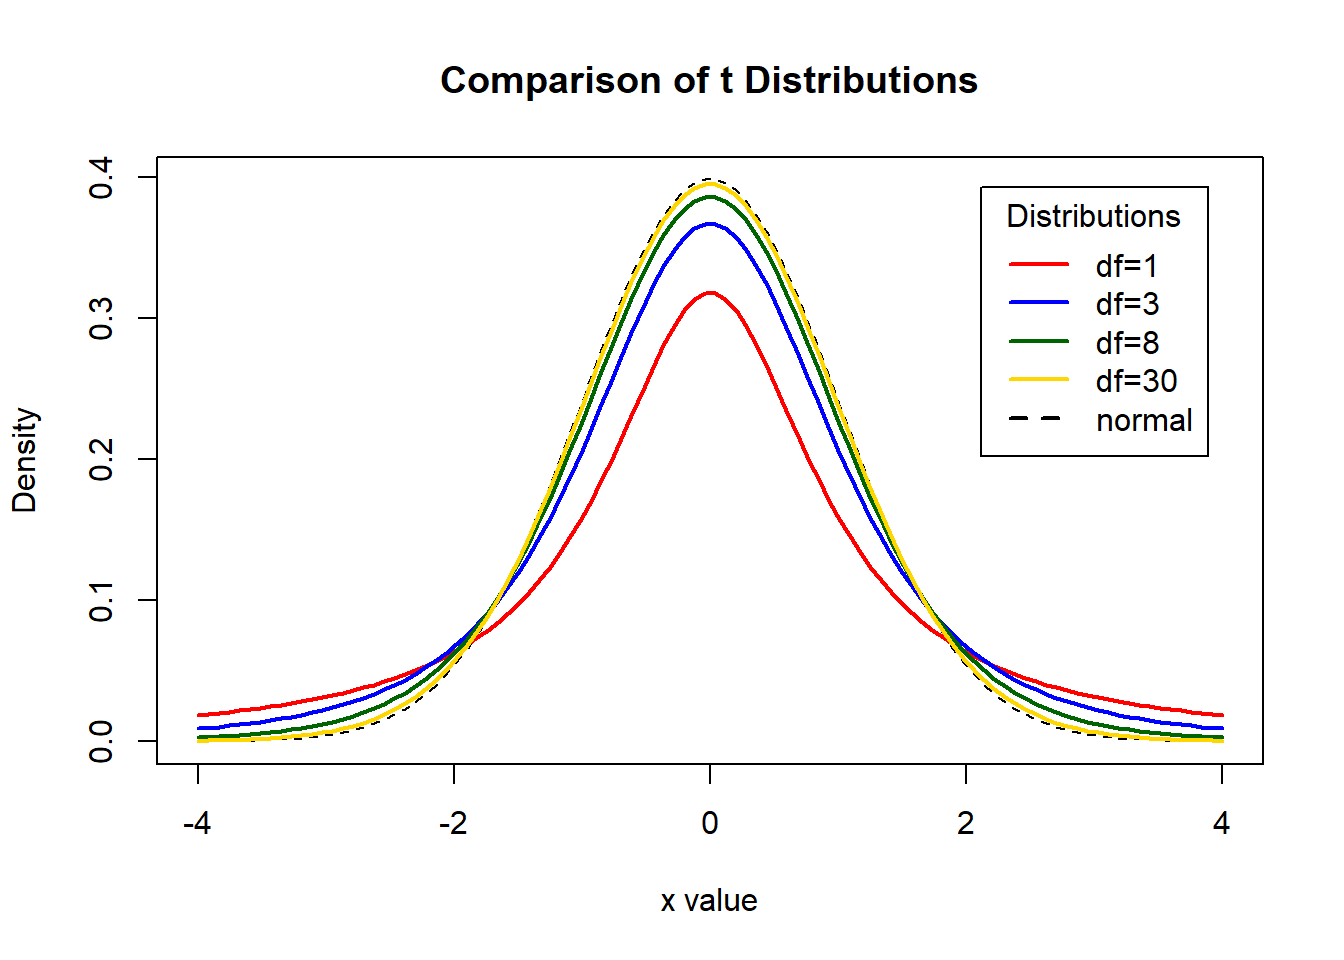 Comparison of t Distributions
Density
0.4
0.3
0.2
0.1
0.0
Distributions
df=1
df=3
df=8
df=30
normal
-4 -2 0 2 4
x value